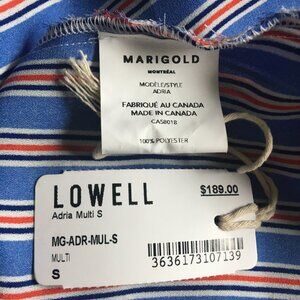 MARIGOLD
MONTRÉAL
MODÈLE/STYLE
ADRIA
FABRIQUÉ AU CANADA
MADE IN CANADA
CA58018
100% POLYESTER
LOWELL
$189.00
Adria Multi S
MG-ADR-MUL-S
MULTI
S
3636173107139